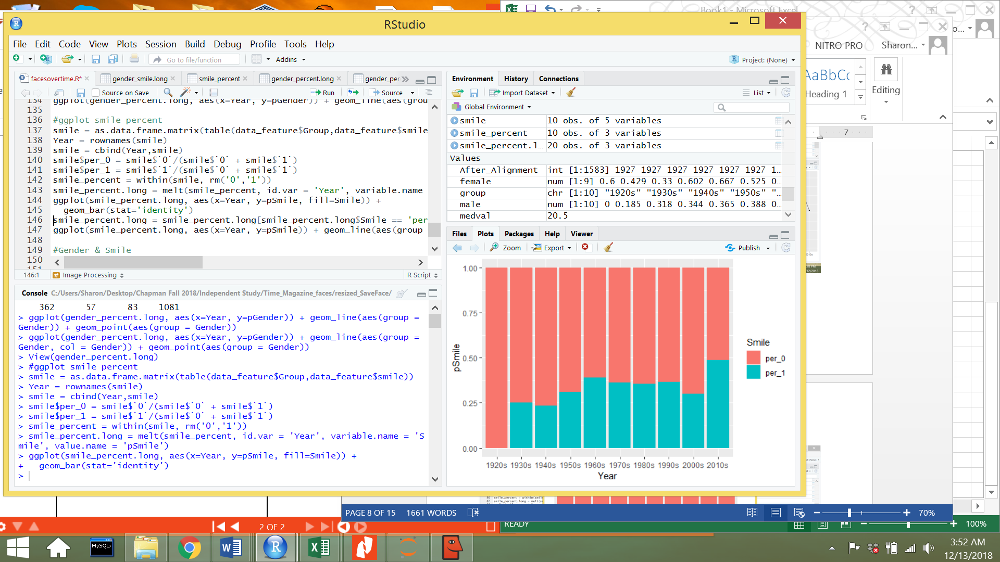 Book1 - Microsoft Excel
RStudio
File Edit Code View Plots Session Build Debug Profile Tools Help
Go to file/function
Addins
Project: (None)
NITRO PRO
Sharon...
facesovertime.R*
gender_smile.long
smile_percent
gender_percent.long
gender_per
Source on Save
Run
Source
134 ggplot(gender_percent.long, aes(x=Year, y=pGender)) + geom_line(aes(grou
135
136 #ggplot smile percent
137 smile = as.data.frame.matrix(table(data_feature$Group,data_feature$smile
138 Year = rownames(smile)
139 smile = cbind(Year,smile)
140 smile$per_0 = smile$`0`/(smile$`0` + smile$`1`)
141 smile$per_1 = smile$`1`/(smile$`0` + smile$`1`)
142 smile_percent = within(smile, rm('0','1'))
143 smile_percent.long = melt(smile_percent, id.var = 'Year', variable.name
144 ggplot(smile_percent.long, aes(x=Year, y=pSmile, fill=Smile)) +
145 geom_bar(stat='identity')
146 smile_percent.long = smile_percent.long[smile_percent.long$Smile == 'per
147 ggplot(smile_percent.long, aes(x=Year, y=pSmile)) + geom_line(aes(group
148
149 #Gender & Smile
150
151
146:1
Image Processing
R Script
Console C:/Users/Sharon/Desktop/Chapman Fall 2018/Independent Study/Time_Magazine_faces/resized_SaveFace/
362 57 83 1081
> ggplot(gender_percent.long, aes(x=Year, y=pGender)) + geom_line(aes(group =
Gender)) + geom_point(aes(group = Gender))
> ggplot(gender_percent.long, aes(x=Year, y=pGender)) + geom_line(aes(group =
Gender, col = Gender)) + geom_point(aes(group = Gender))
> View(gender_percent.long)
> #ggplot smile percent
> smile = as.data.frame.matrix(table(data_feature$Group,data_feature$smile))
> Year = rownames(smile)
> smile = cbind(Year,smile)
> smile$per_0 = smile$`0`/(smile$`0` + smile$`1`)
> smile$per_1 = smile$`1`/(smile$`0` + smile$`1`)
> smile_percent = within(smile, rm('0','1'))
> smile_percent.long = melt(smile_percent, id.var = 'Year', variable.name = 'S
mile', value.name = 'pSmile')
> ggplot(smile_percent.long, aes(x=Year, y=pSmile, fill=Smile)) +
+ geom_bar(stat='identity')
>
Environment History Connections
Import Dataset
List
Global Environment
smile 10 obs. of 5 variables
smile_percent 10 obs. of 3 variables
smile_percent.l... 20 obs. of 3 variables
Values
After_Alignment int [1:1583] 1927 1927 1927 1927 1927 1927 1...
female num [1:9] 0.6 0.429 0.33 0.602 0.667 0.525 0...
group chr [1:10] "1920s" "1930s" "1940s" "1950s" "...
male num [1:10] 0 0.185 0.318 0.344 0.365 0.388 0...
medval 20.5
Files Plots Packages Help Viewer
Zoom
Export
Publish
1.00
0.75
0.50
0.25
0.00
pSmile
1920s 1930s 1940s 1950s 1960s 1970s 1980s 1990s 2000s 2010s
Year
Smile
per_0
per_1
AaBbCc
Heading 1
Editing
7
PAGE 8 OF 15
1661 WORDS
70%
2 OF 2
READY
100%
MySQL>
3:52 AM
12/13/2018